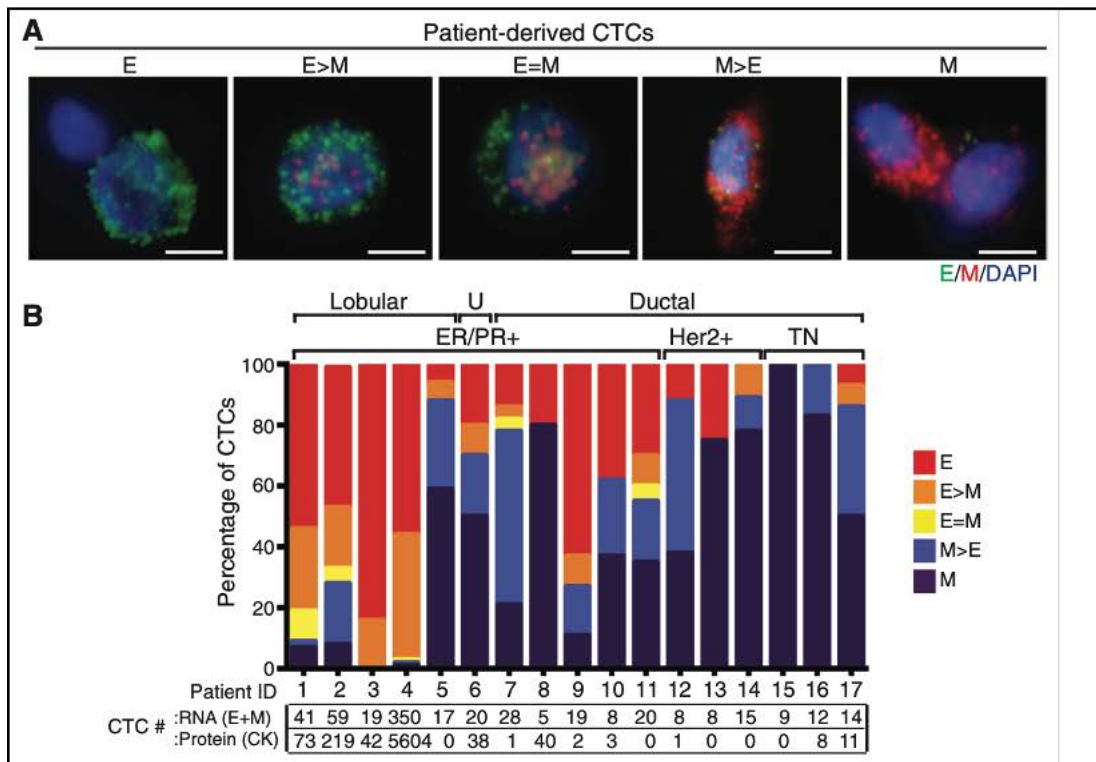 A
Patient-derived CTCs
E E>M E=M M>E M
E/M/DAPI
B
Lobular U Ductal
ER/PR+ Her2+ TN
Percentage of CTCs
100
80
60
40
20
0
E
E>M
E=M
M>E
M
Patient ID 1 2 3 4 5 6 7 8 9 10 11 12 13 14 15 16 17
CTC # :RNA (E+M) 41 59 19 350 17 20 28 5 19 8 20 8 8 15 9 12 14
:Protein (CK) 73 219 42 5604 0 38 1 40 2 3 0 1 0 0 0 8 11